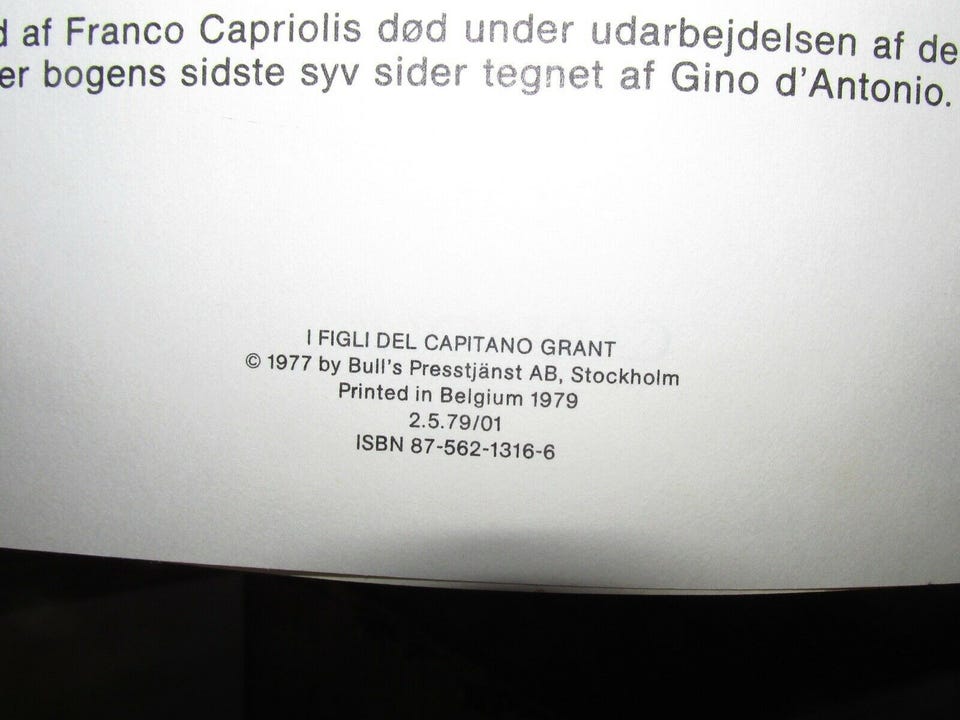 af Franco Capriolis død under udarbejdelsen af de
er bogens sidste syv sider tegnet af Gino d'Antonio.
I FIGLI DEL CAPITANO GRANT
© 1977 by Bull's Presstjänst AB, Stockholm
Printed in Belgium 1979
2.5.79/01
ISBN 87-562-1316-6